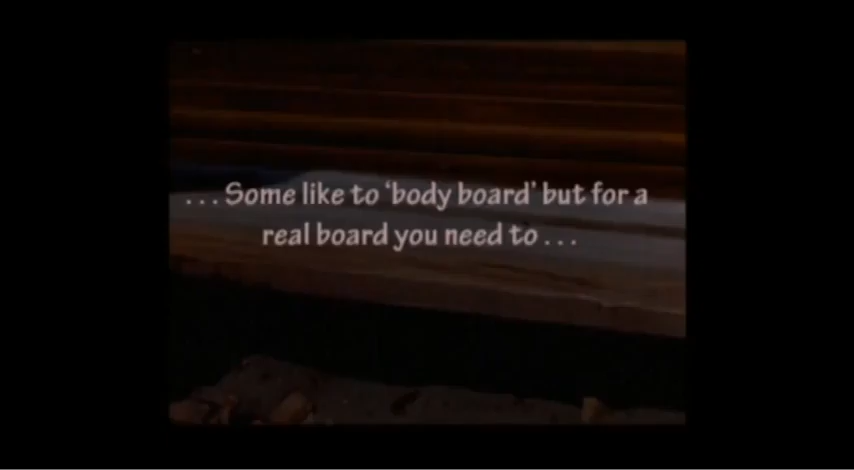 . . . Some like to ‘body board’ but for a
real board you need to . . .